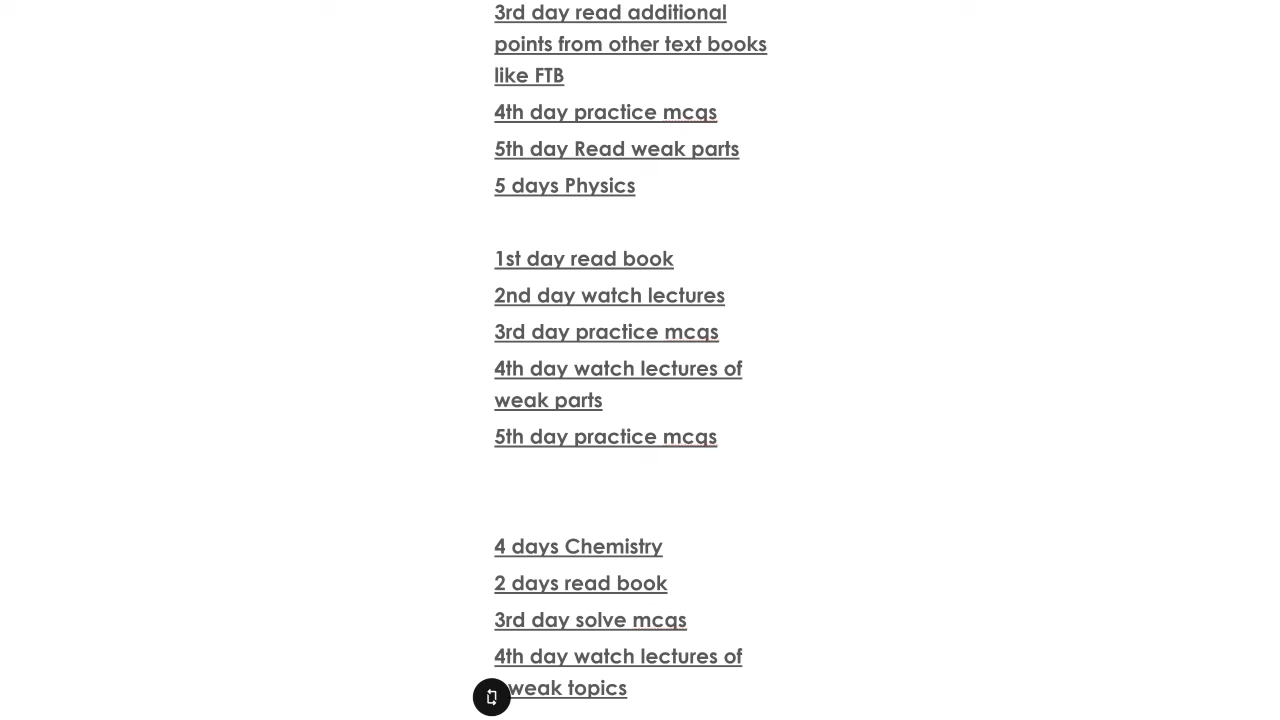 3rd day read additional
points from other text books
like FTB
4th day practice mcqs
5th day Read weak parts
5 days Physics
1st day read book
2nd day watch lectures
3rd day practice mcqs
4th day watch lectures of
weak parts
5th day practice mcqs
4 days Chemistry
2 days read book
3rd day solve mcqs
4th day watch lectures of
weak topics